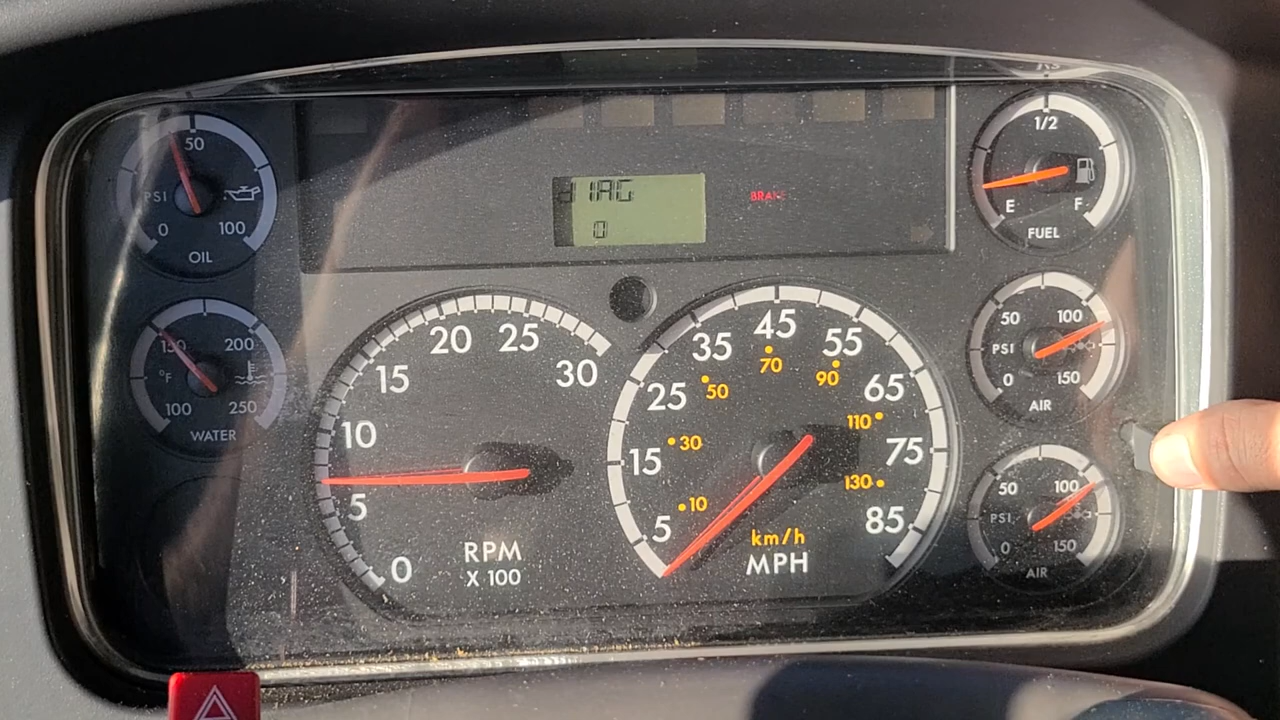 50
PSI
0 100
OIL
150 200
°F
100 250
WATER
dIAG
0
BRAKE
0
5
10
15
20
25
30
RPM
X 100
5
15
25
35
45
55
65
75
85
10
30
50
70
90
110
130
km/h
MPH
1/2
E F
FUEL
50 100
PSI
0 150
AIR
50 100
PSI
0 150
AIR